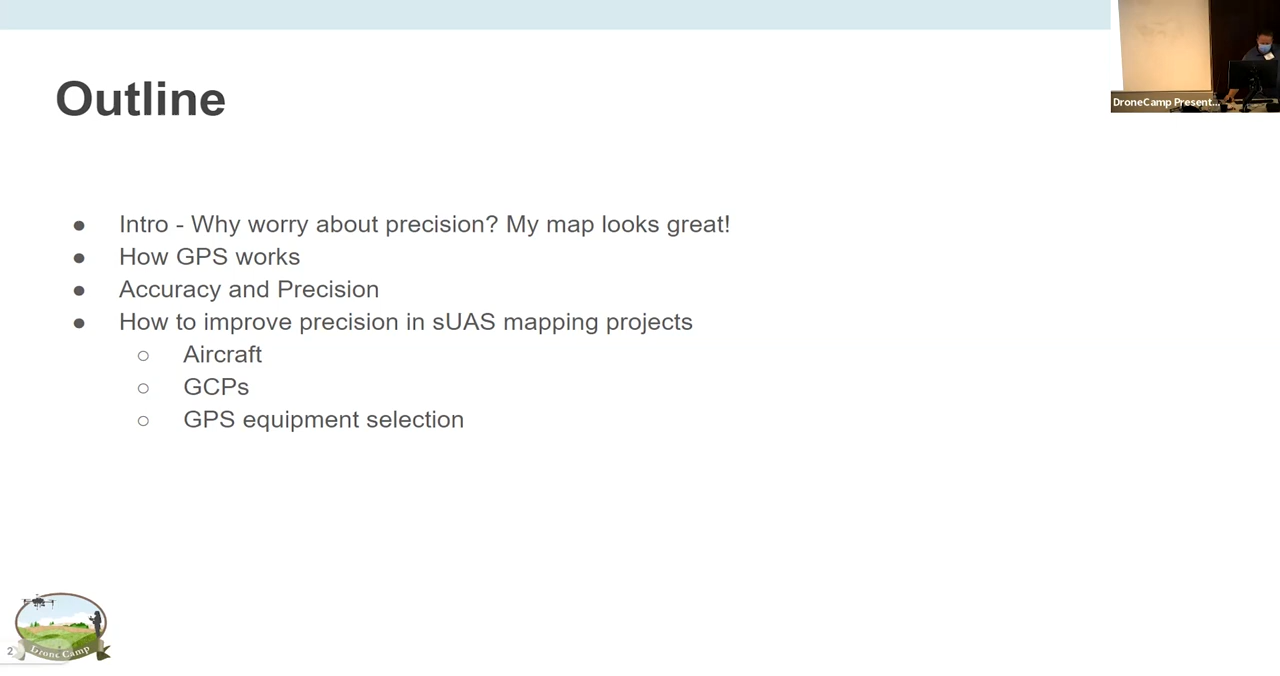 DroneCamp Present...
Outline
● Intro - Why worry about precision? My map looks great!
● How GPS works
● Accuracy and Precision
● How to improve precision in sUAS mapping projects
○ Aircraft
○ GCPs
○ GPS equipment selection
2
Drone Camp